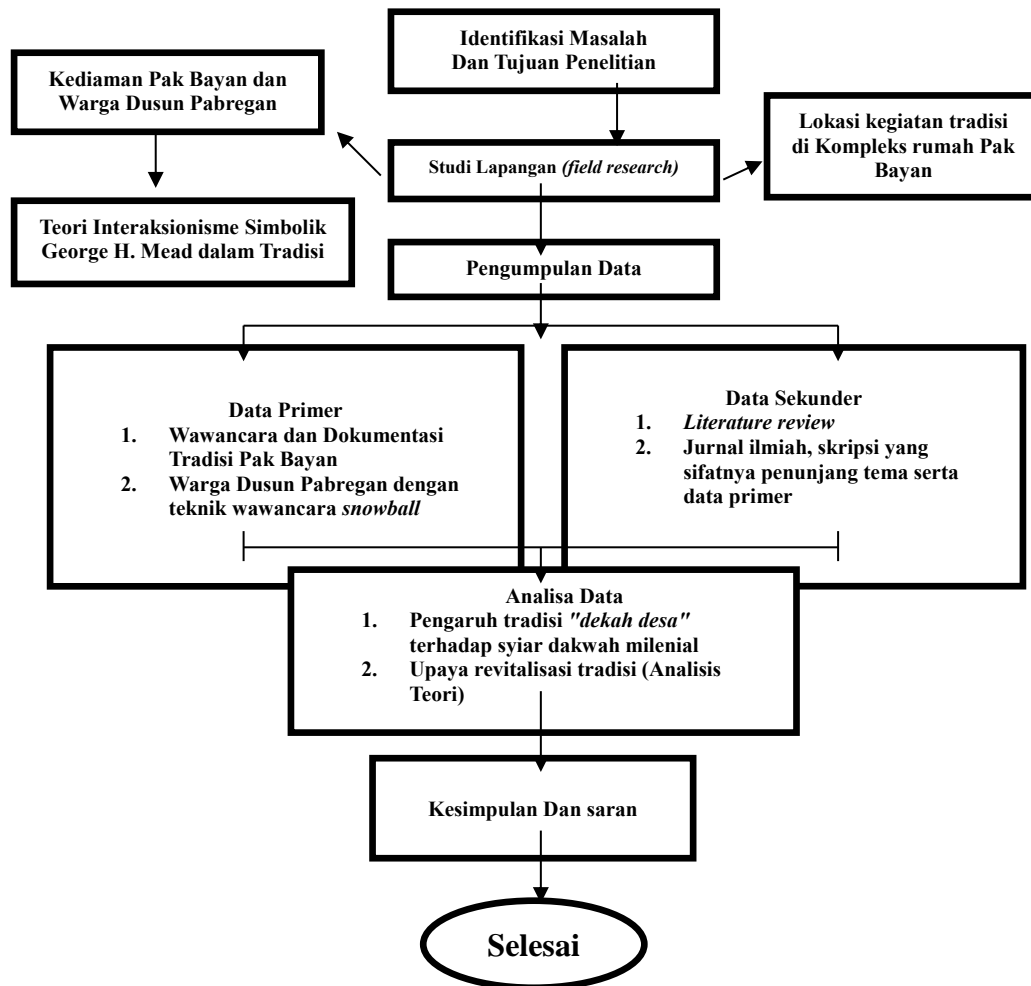 Identifikasi Masalah
Dan Tujuan Penelitian
Kediaman Pak Bayan dan
Warga Dusun Pabregan
Lokasi kegiatan tradisi
di Kompleks rumah Pak
Bayan
Studi Lapangan (field research)
Teori Interaksionisme Simbolik
George H. Mead dalam Tradisi
Pengumpulan Data
Data Primer
1. Wawancara dan Dokumentasi
Tradisi Pak Bayan
2. Warga Dusun Pabregan dengan
teknik wawancara snowball
Data Sekunder
1. Literature review
2. Jurnal ilmiah, skripsi yang
sifatnya penunjang tema serta
data primer
Analisa Data
1. Pengaruh tradisi "dekah desa"
terhadap syiar dakwah milenial
2. Upaya revitalisasi tradisi (Analisis
Teori)
Kesimpulan Dan saran
Selesai